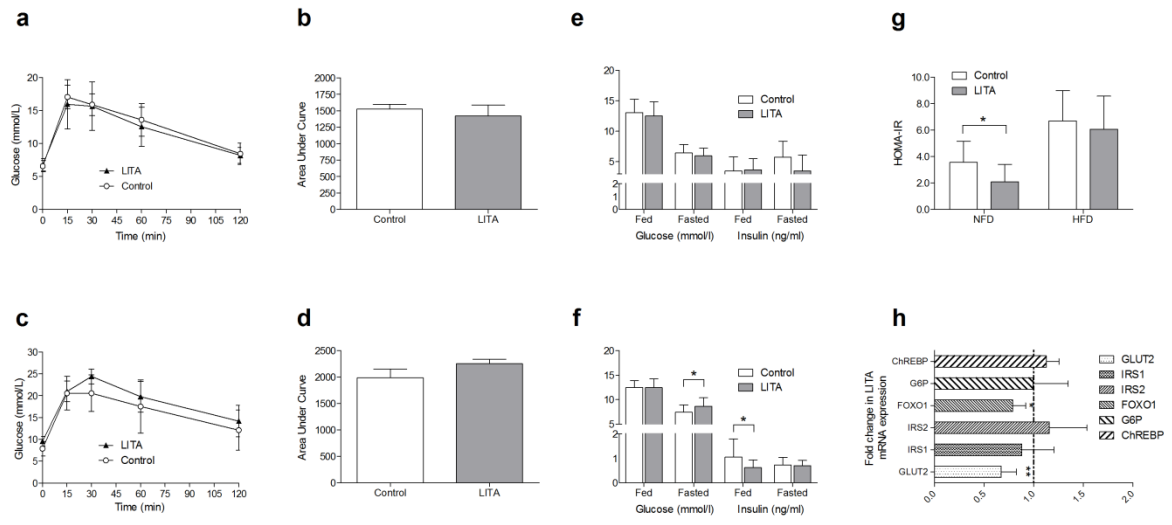 a
Glucose (mmol/L)
20
15
10
5
0
LITA
Control
0 15 30 45 60 75 90 105 120
Time (min)
b
Area Under Curve
2000
1750
1500
1250
1000
750
500
250
0
Control LITA
e
20
15
10
5
2
1
0
Control
LITA
Fed Fasted Fed Fasted
Glucose (mmol/l) Insulin (ng/ml)
g
HOMA-IR
10.0
8.0
6.0
4.0
2.0
0.0
Control
LITA
*
NFD HFD
c
Glucose (mmol/L)
30
25
20
15
10
5
0
LITA
Control
0 15 30 45 60 75 90 105 120
Time (min)
d
Area Under Curve
2500
2000
1500
1000
500
0
Control LITA
f
20
15
10
5
2
1
0
*
*
Control
LITA
Fed Fasted Fed Fasted
Glucose (mmol/l) Insulin (ng/ml)
h
Fold change in LITA
mRNA expression
ChREBP
G6P
FOXO1
IRS2
IRS1
GLUT2
*
**
0.0 0.5 1.0 1.5 2.0
GLUT2
IRS1
IRS2
FOXO1
G6P
ChREBP